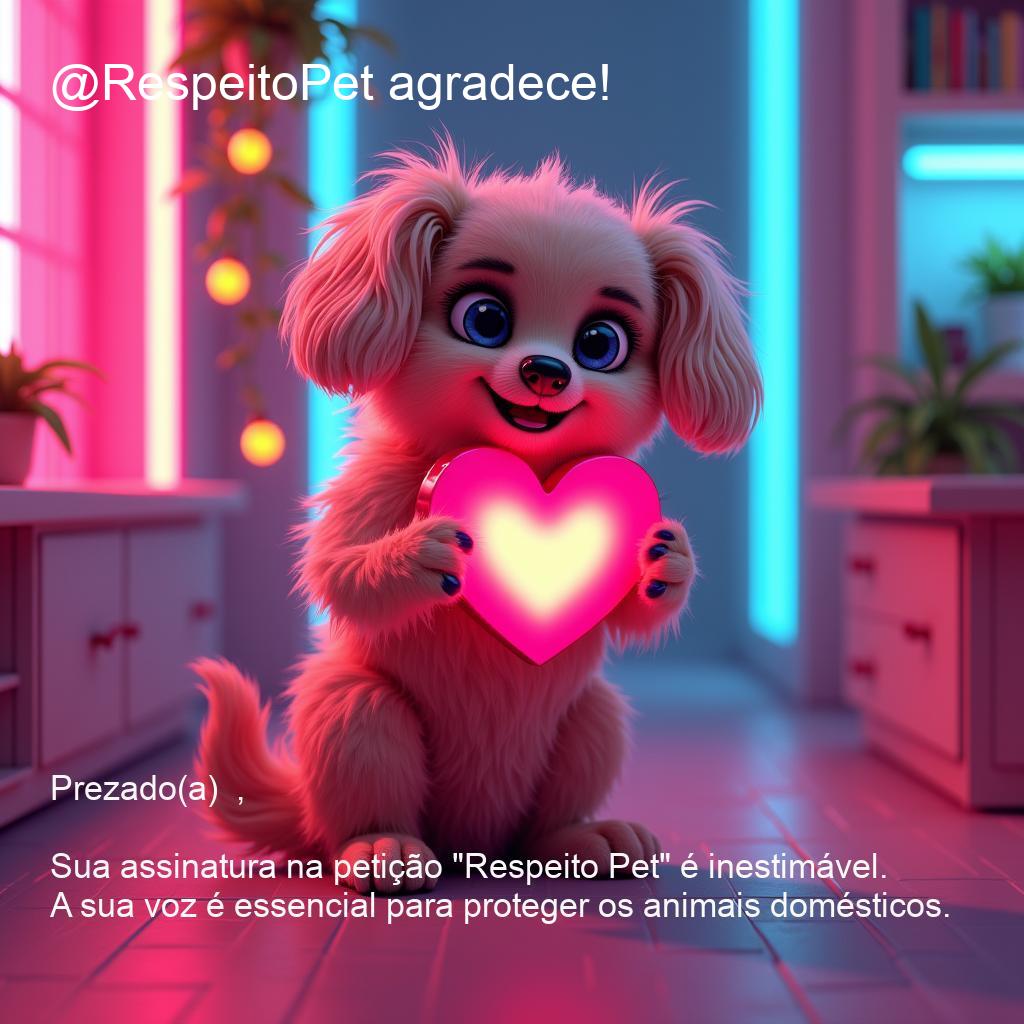 @RespeitoPet agradece!
Prezado(a)  ,
Sua assinatura na petição "Respeito Pet" é inestimável.
A sua voz é essencial para proteger os animais domésticos.